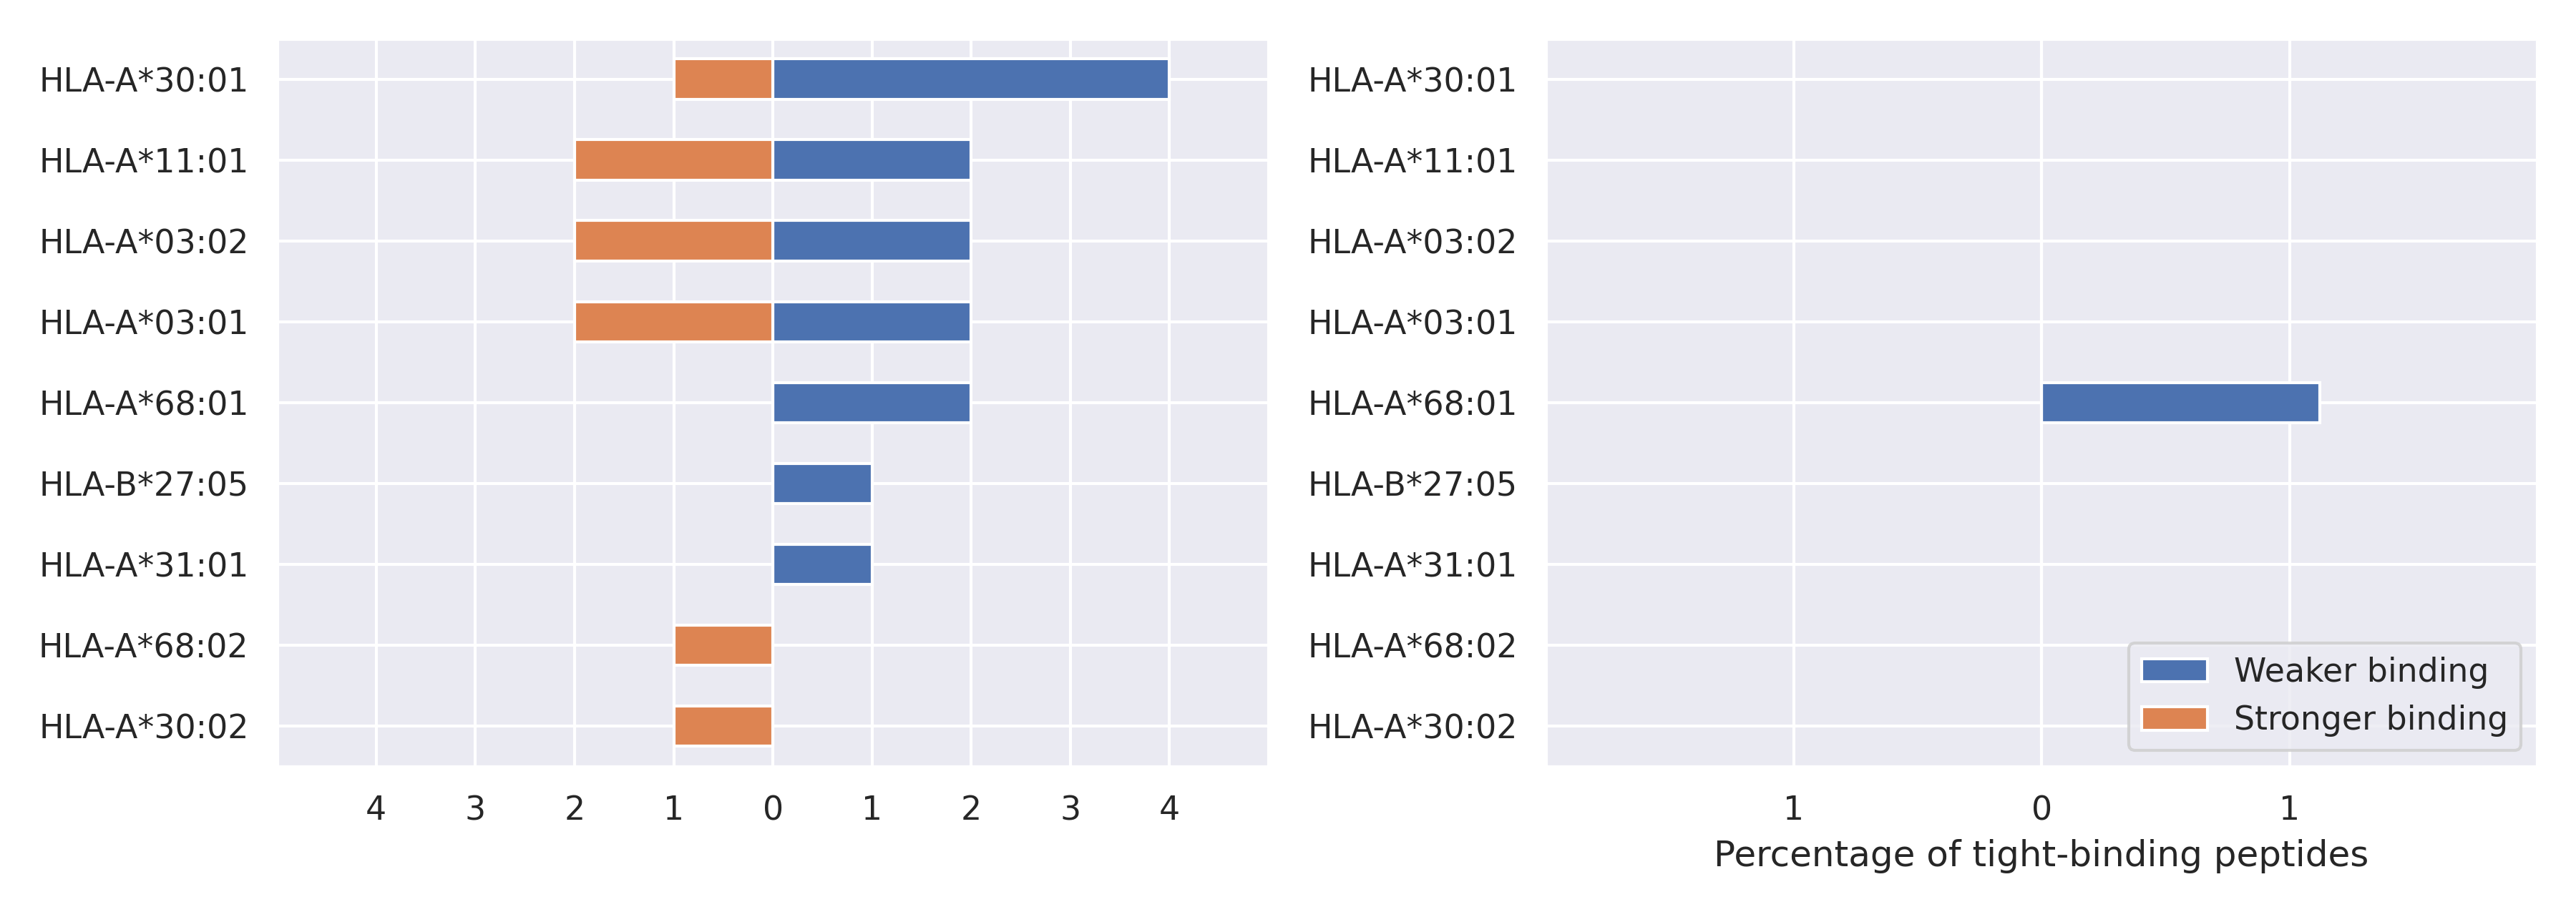 HLA-A*30:01
HLA-A*11:01
HLA-A*03:02
HLA-A*03:01
HLA-A*68:01
HLA-B*27:05
HLA-A*31:01
HLA-A*68:02
HLA-A*30:02
4 3 2 1 0 1 2 3 4
HLA-A*30:01
HLA-A*11:01
HLA-A*03:02
HLA-A*03:01
HLA-A*68:01
HLA-B*27:05
HLA-A*31:01
HLA-A*68:02
HLA-A*30:02
Weaker binding
Stronger binding
1 0 1
Percentage of tight-binding peptides